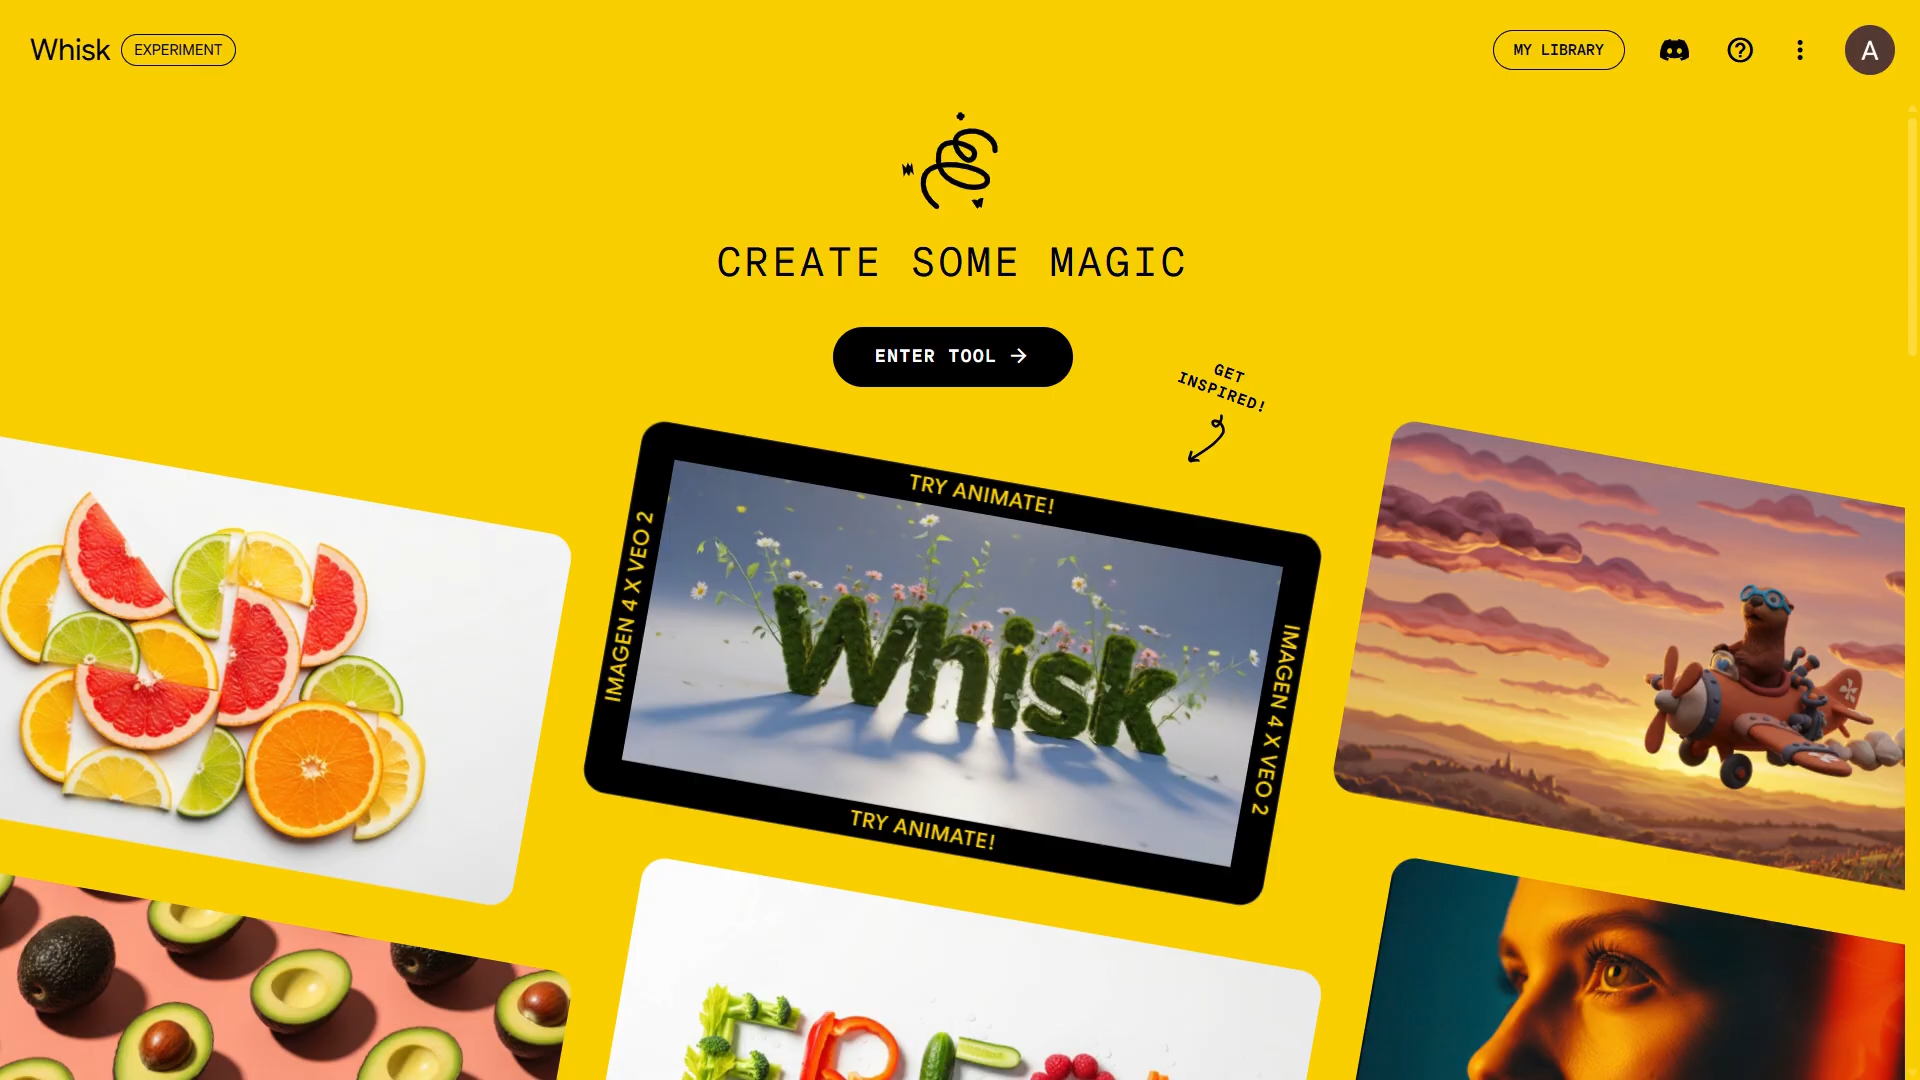 Whisk
EXPERIMENT
MY LIBRARY
A
CREATE SOME MAGIC
ENTER TOOL →
GET
INSPIRED!
TRY ANIMATE!
IMAGEN 4 X VEO 2
Whisk
IMAGEN 4 X VEO 2
TRY ANIMATE!